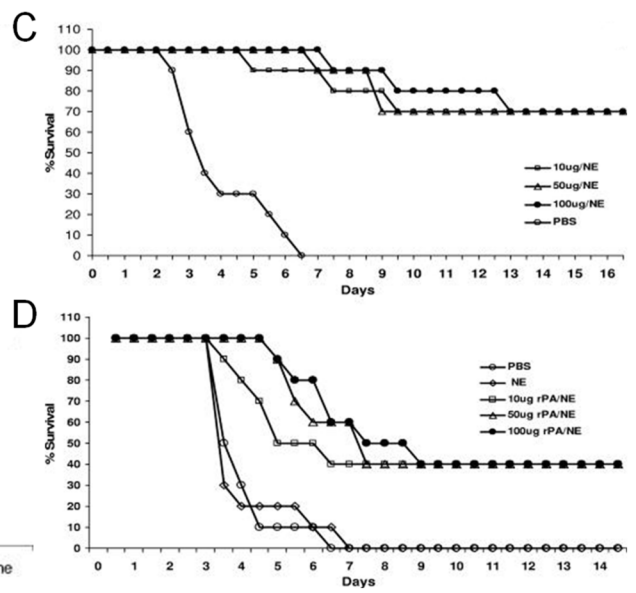 C
110
100
90
80
70
60
50
40
30
20
10
0
%Survival
10ug/NE
50ug/NE
100ug/NE
PBS
0 1 2 3 4 5 6 7 8 9 10 11 12 13 14 15 16
Days
D
110
100
90
80
70
60
50
40
30
20
10
0
% Survival
PBS
NE
10ug rPA/NE
50ug rPA/NE
100ug rPA/NE
0 1 2 3 4 5 6 7 8 9 10 11 12 13 14
Days
ne